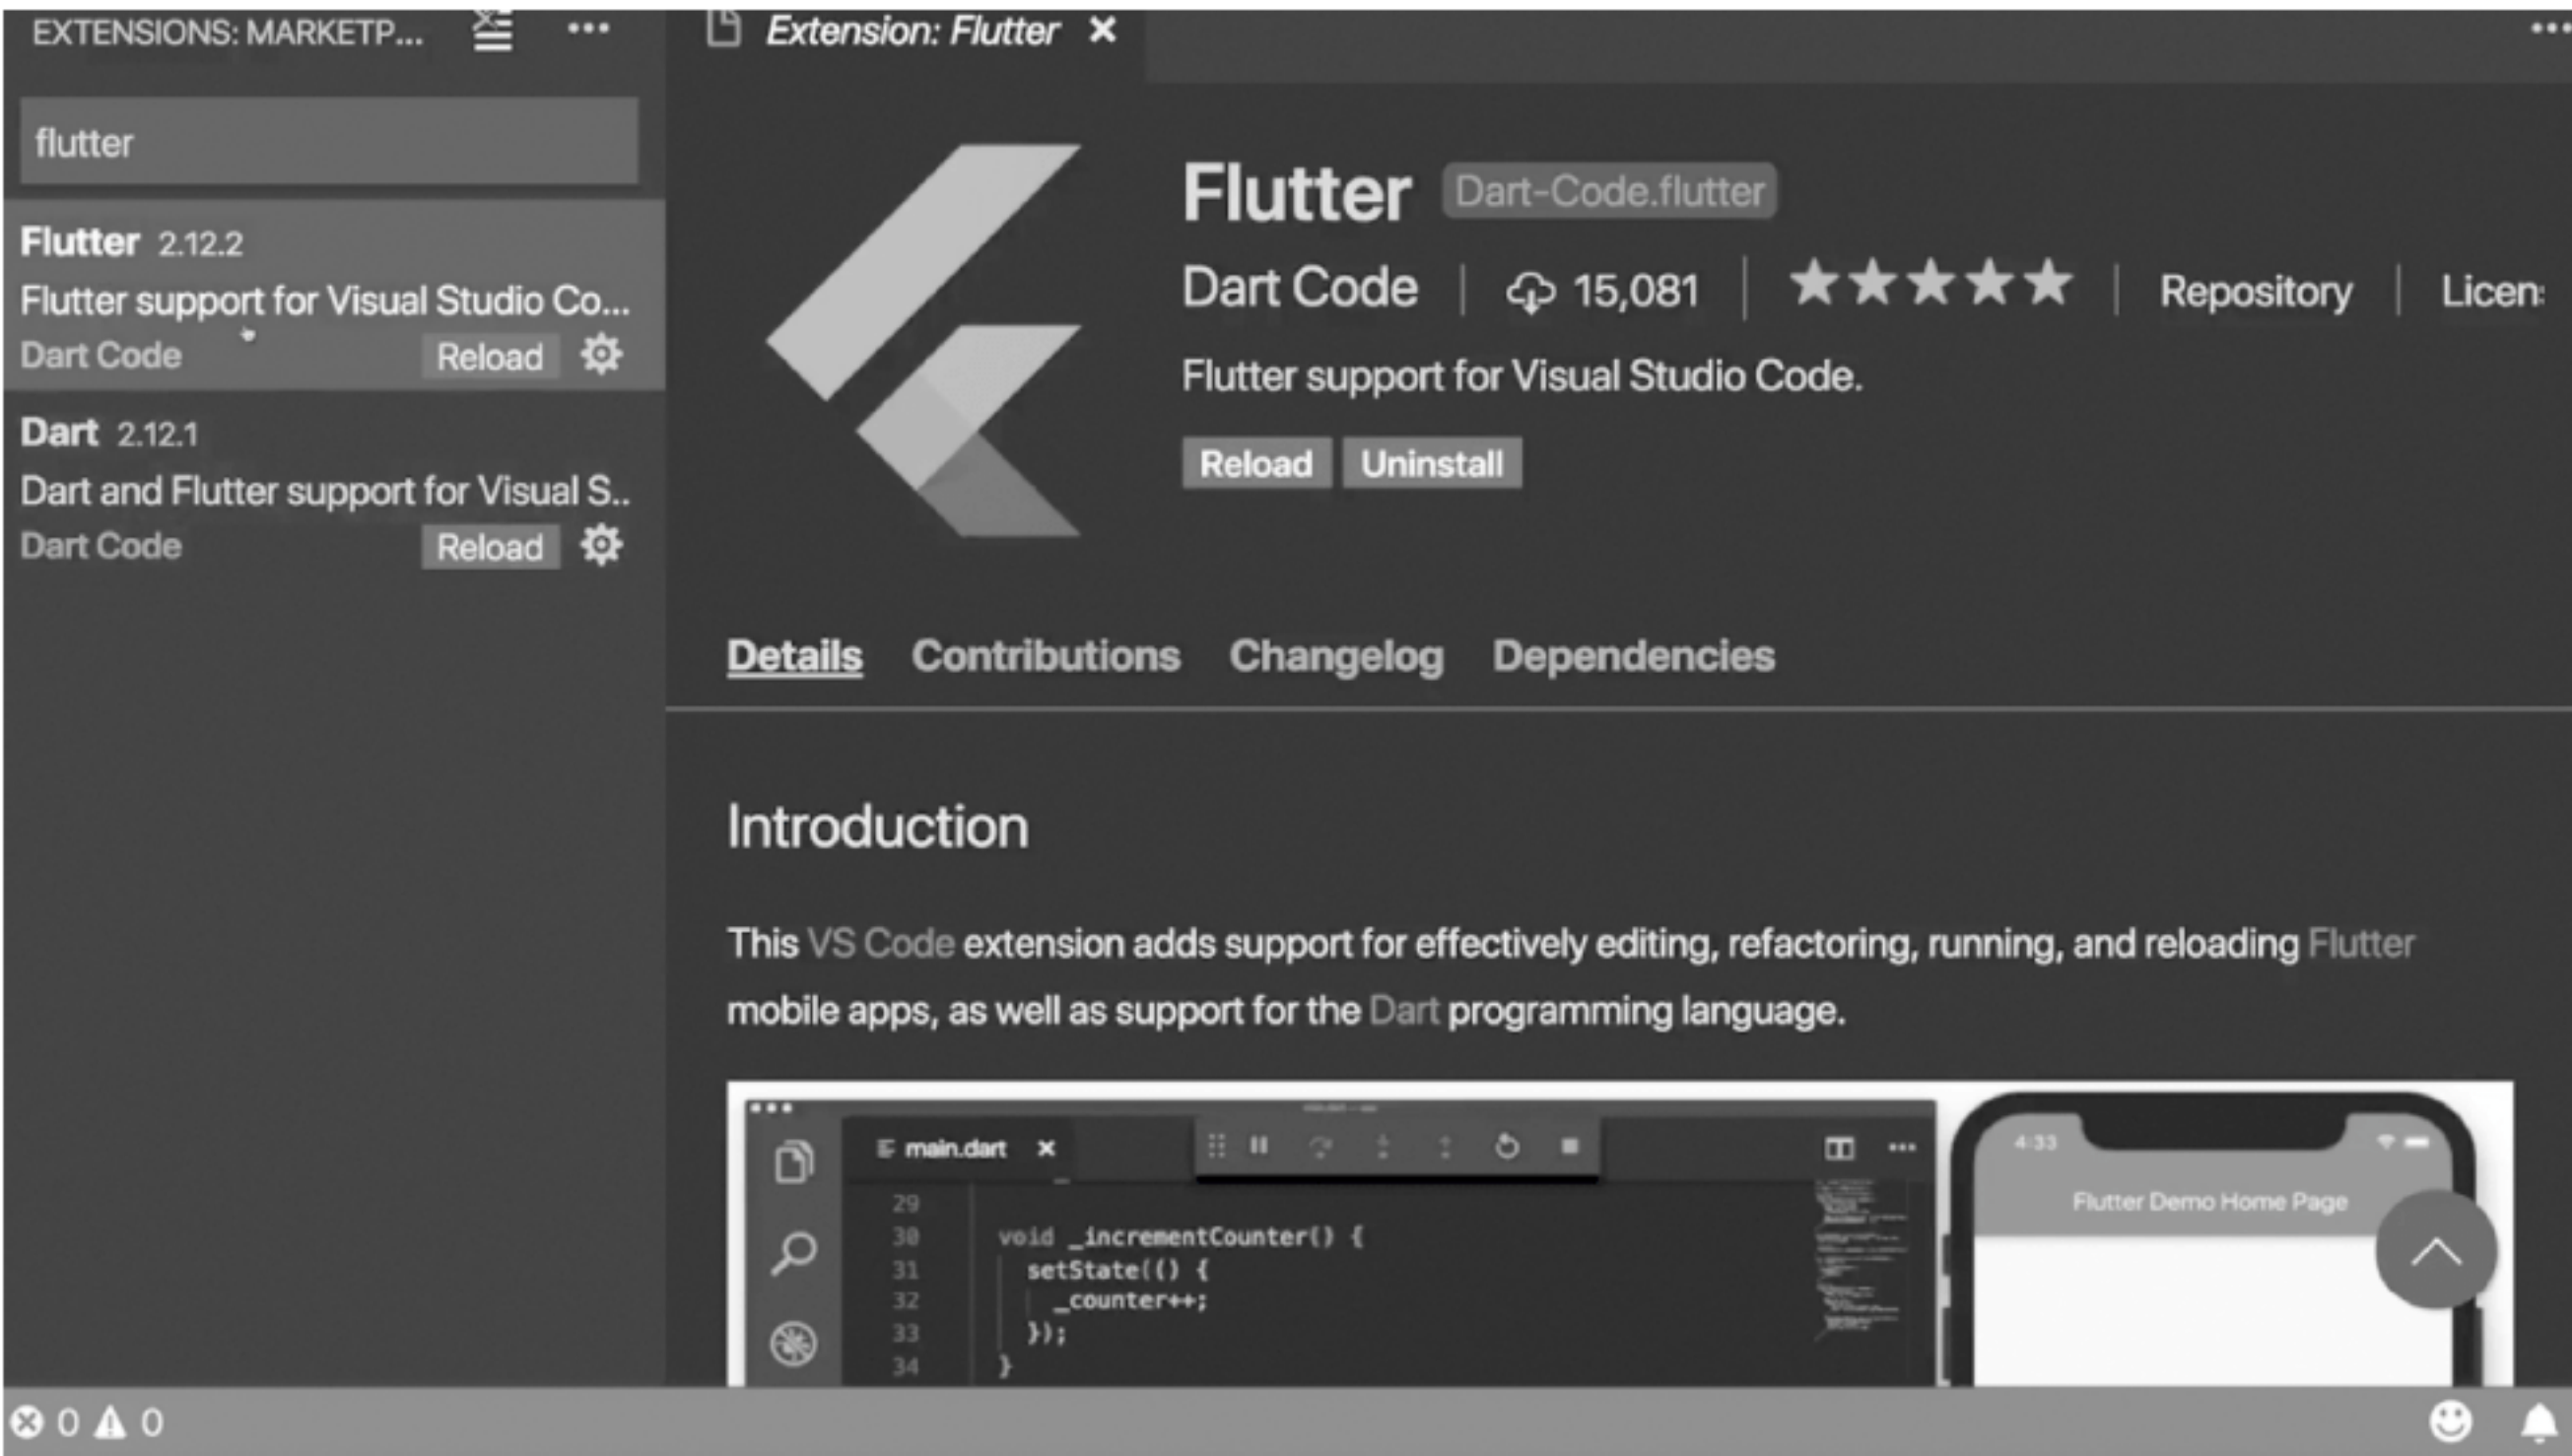 EXTENSIONS: MARKETP...
flutter
Flutter 2.12.2
Flutter support for Visual Studio Co...
Dart Code Reload
Dart 2.12.1
Dart and Flutter support for Visual S..
Dart Code Reload
Extension: Flutter
Flutter Dart-Code.flutter
Dart Code | 15,081 | Repository | Licens
Flutter support for Visual Studio Code.
Reload Uninstall
Details Contributions Changelog Dependencies
Introduction
This VS Code extension adds support for effectively editing, refactoring, running, and reloading Flutter
mobile apps, as well as support for the Dart programming language.
main.dart
29
30 void _incrementCounter() {
31 setState(() {
32 _counter++;
33 });
34 }
4:33
Flutter Demo Home Page
0 0